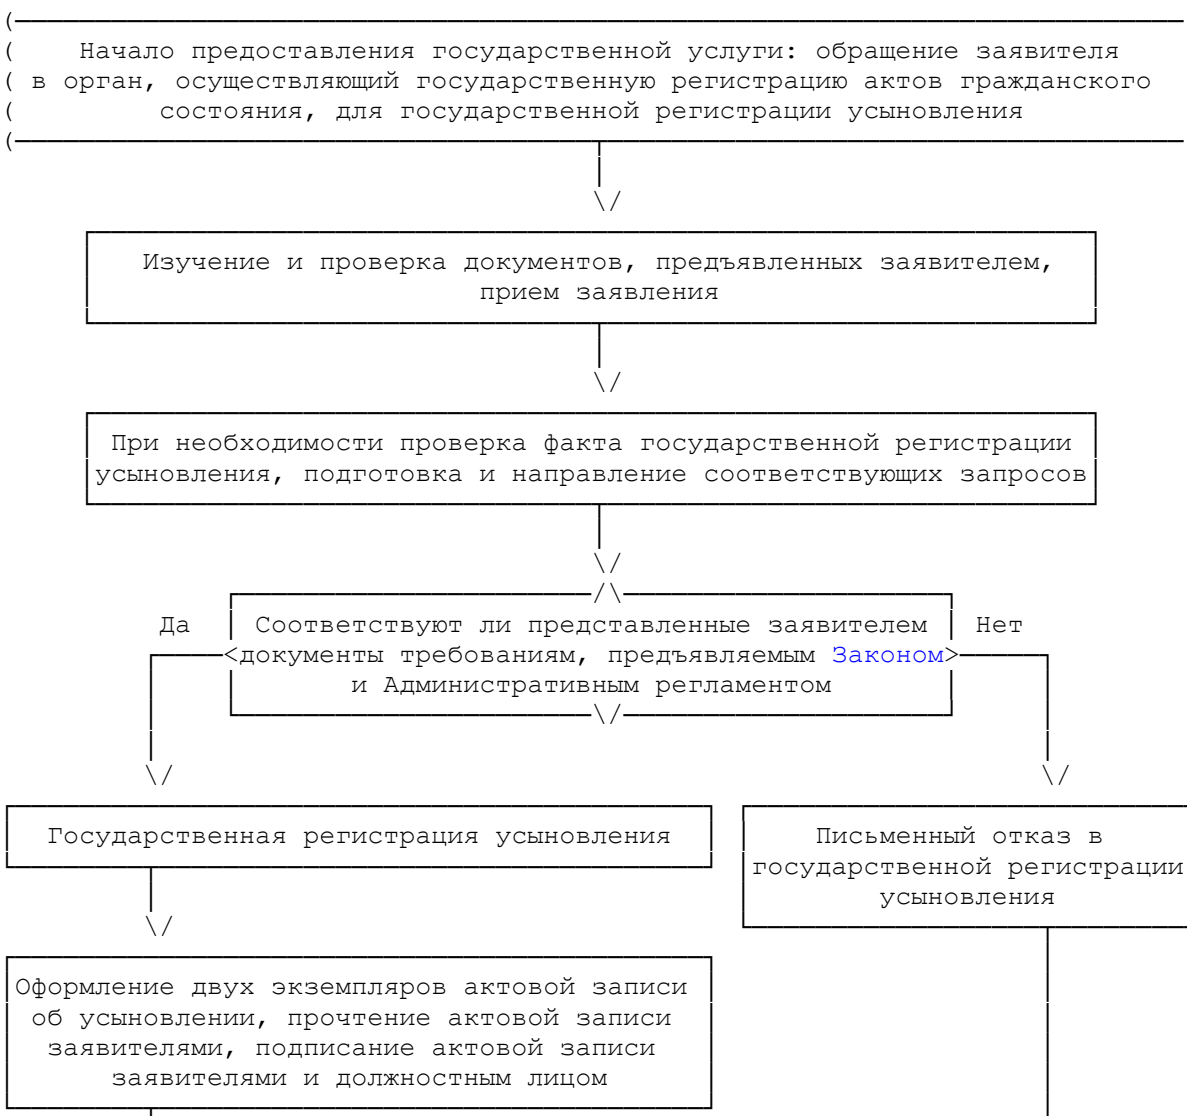 Начало предоставления государственной услуги: обращение заявителя
в орган, осуществляющий государственную регистрацию актов гражданского
состояния, для государственной регистрации усыновления
Изучение и проверка документов, предъявленных заявителем,
прием заявления
При необходимости проверка факта государственной регистрации
усыновления, подготовка и направление соответствующих запросов
Да
Соответствуют ли представленные заявителем
Нет
документы требованиям, предъявляемым Законом
и Административным регламентом
Государственная регистрация усыновления
Письменный отказ в
государственной регистрации
усыновления
Оформление двух экземпляров актовой записи
об усыновлении, прочтение актовой записи
заявителями, подписание актовой записи
заявителями и должностным лицом